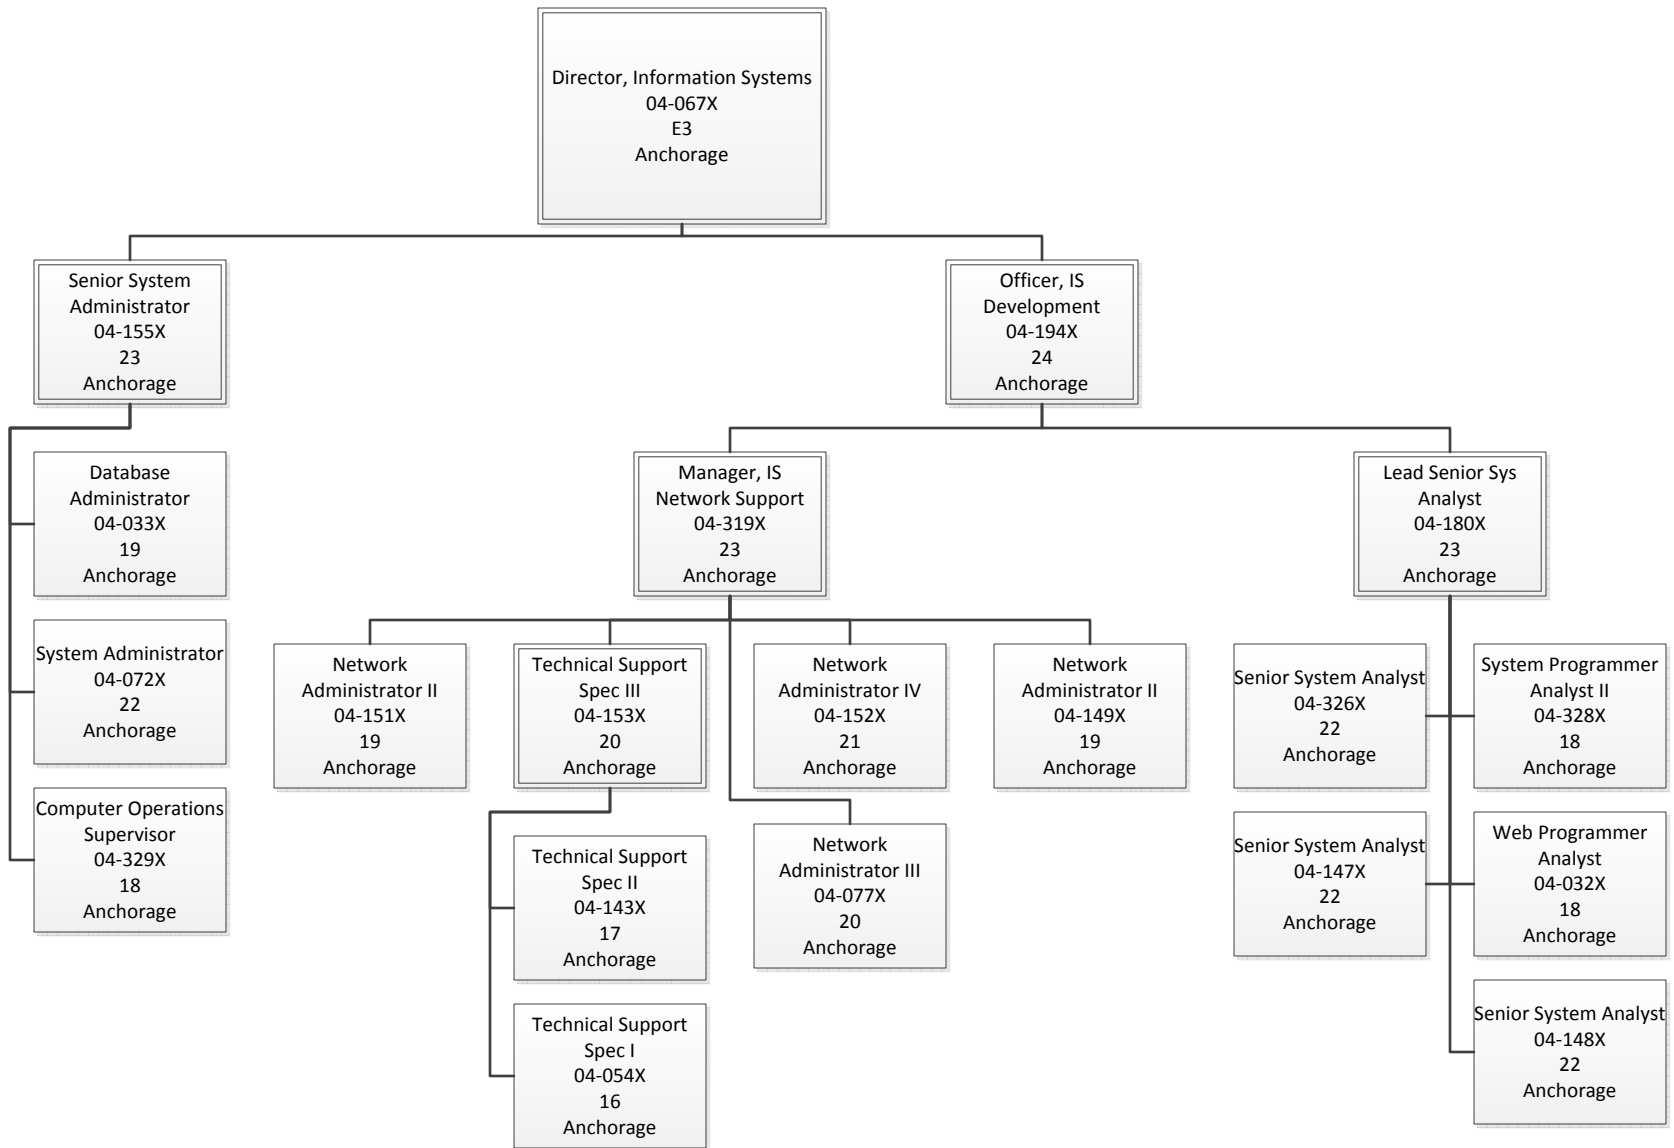 Director, Information Systems
04-067X
E3
Anchorage
Senior System
Administrator
04-155X
23
Anchorage
Officer, IS
Development
04-194X
24
Anchorage
Database
Administrator
04-033X
19
Anchorage
System Administrator
04-072X
22
Anchorage
Computer Operations
Supervisor
04-329X
18
Anchorage
Manager, IS
Network Support
04-319X
23
Anchorage
Lead Senior Sys
Analyst
04-180X
23
Anchorage
Network
Administrator II
04-151X
19
Anchorage
Technical Support
Spec III
04-153X
20
Anchorage
Network
Administrator IV
04-152X
21
Anchorage
Network
Administrator II
04-149X
19
Anchorage
Technical Support
Spec II
04-143X
17
Anchorage
Technical Support
Spec I
04-054X
16
Anchorage
Network
Administrator III
04-077X
20
Anchorage
Senior System Analyst
04-326X
22
Anchorage
System Programmer
Analyst II
04-328X
18
Anchorage
Senior System Analyst
04-147X
22
Anchorage
Web Programmer
Analyst
04-032X
18
Anchorage
Senior System Analyst
04-148X
22
Anchorage